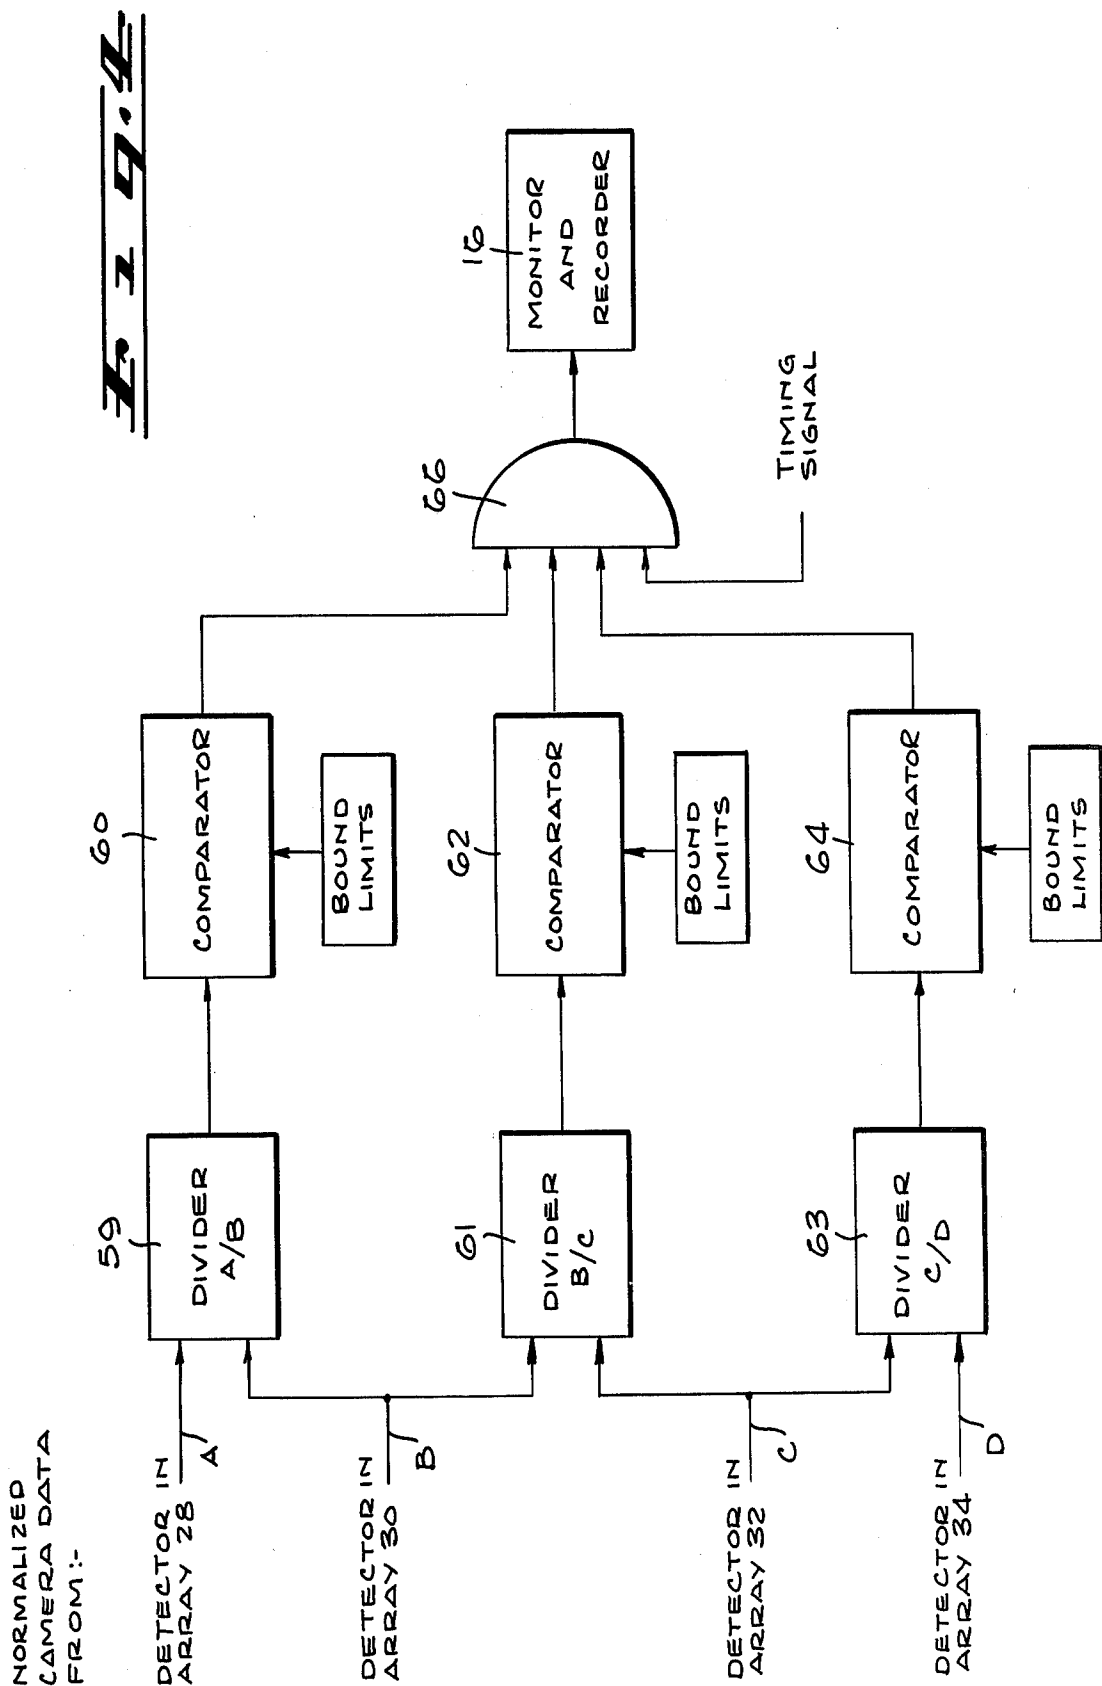 Fig. 4
NORMALIZED
CAMERA DATA
FROM:-
DETECTOR IN
ARRAY 28
A
DETECTOR IN
ARRAY 30
B
DETECTOR IN
ARRAY 32
C
DETECTOR IN
ARRAY 34
D
59
DIVIDER
A/B
61
DIVIDER
B/C
63
DIVIDER
C/D
60
COMPARATOR
BOUND
LIMITS
62
COMPARATOR
BOUND
LIMITS
64
COMPARATOR
BOUND
LIMITS
66
TIMING
SIGNAL
16
MONITOR
AND
RECORDER